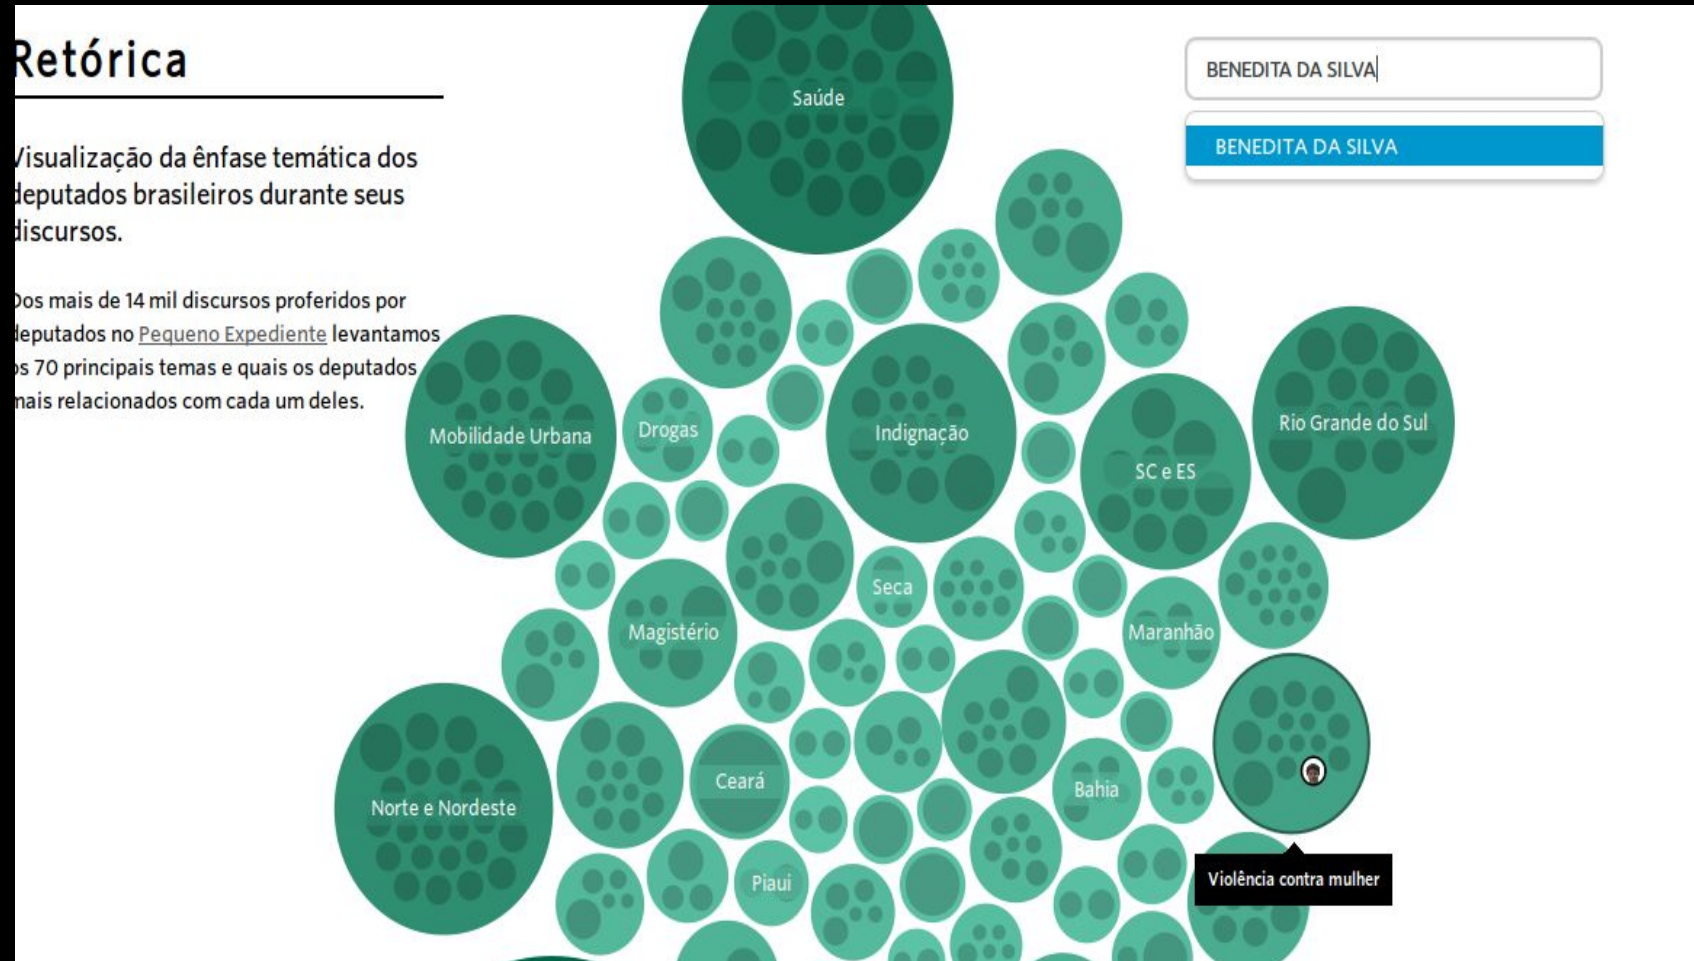 Retórica
Visualização da ênfase temática dos
deputados brasileiros durante seus
discursos.
Dos mais de 14 mil discursos proferidos por
deputados no Pequeno Expediente levantamos
os 70 principais temas e quais os deputados
mais relacionados com cada um deles.
BENEDITA DA SILVA
BENEDITA DA SILVA
Saúde
Mobilidade Urbana
Drogas
Indignação
Rio Grande do Sul
SC e ES
Seca
Magistério
Maranhão
Ceará
Bahia
Norte e Nordeste
Piaui
Violência contra mulher